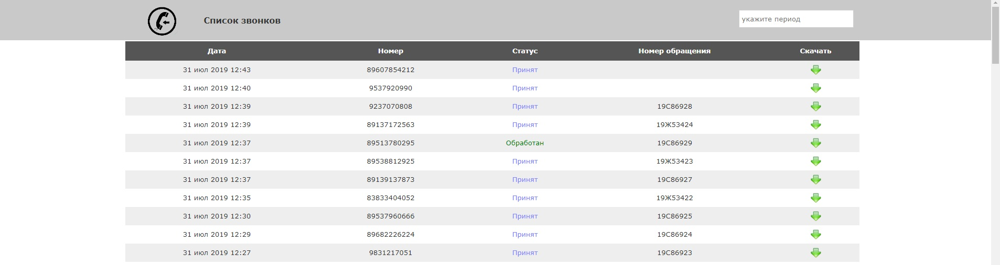 Список звонков
укажите период
Дата Номер Статус Номер обращения Скачать
31 июл 2019 12:43 89607854212 Принят
31 июл 2019 12:40 9537920990 Принят
31 июл 2019 12:39 9237070808 Принят 19С86928
31 июл 2019 12:39 89137172563 Принят 19Ж53424
31 июл 2019 12:37 89513780295 Обработан 19С86929
31 июл 2019 12:37 89538812925 Принят 19Ж53423
31 июл 2019 12:37 89139137873 Принят 19С86927
31 июл 2019 12:35 83833404052 Принят 19Ж53422
31 июл 2019 12:30 89537960666 Принят 19С86925
31 июл 2019 12:29 89682226224 Принят 19С86924
31 июл 2019 12:27 9831217051 Принят 19С86923